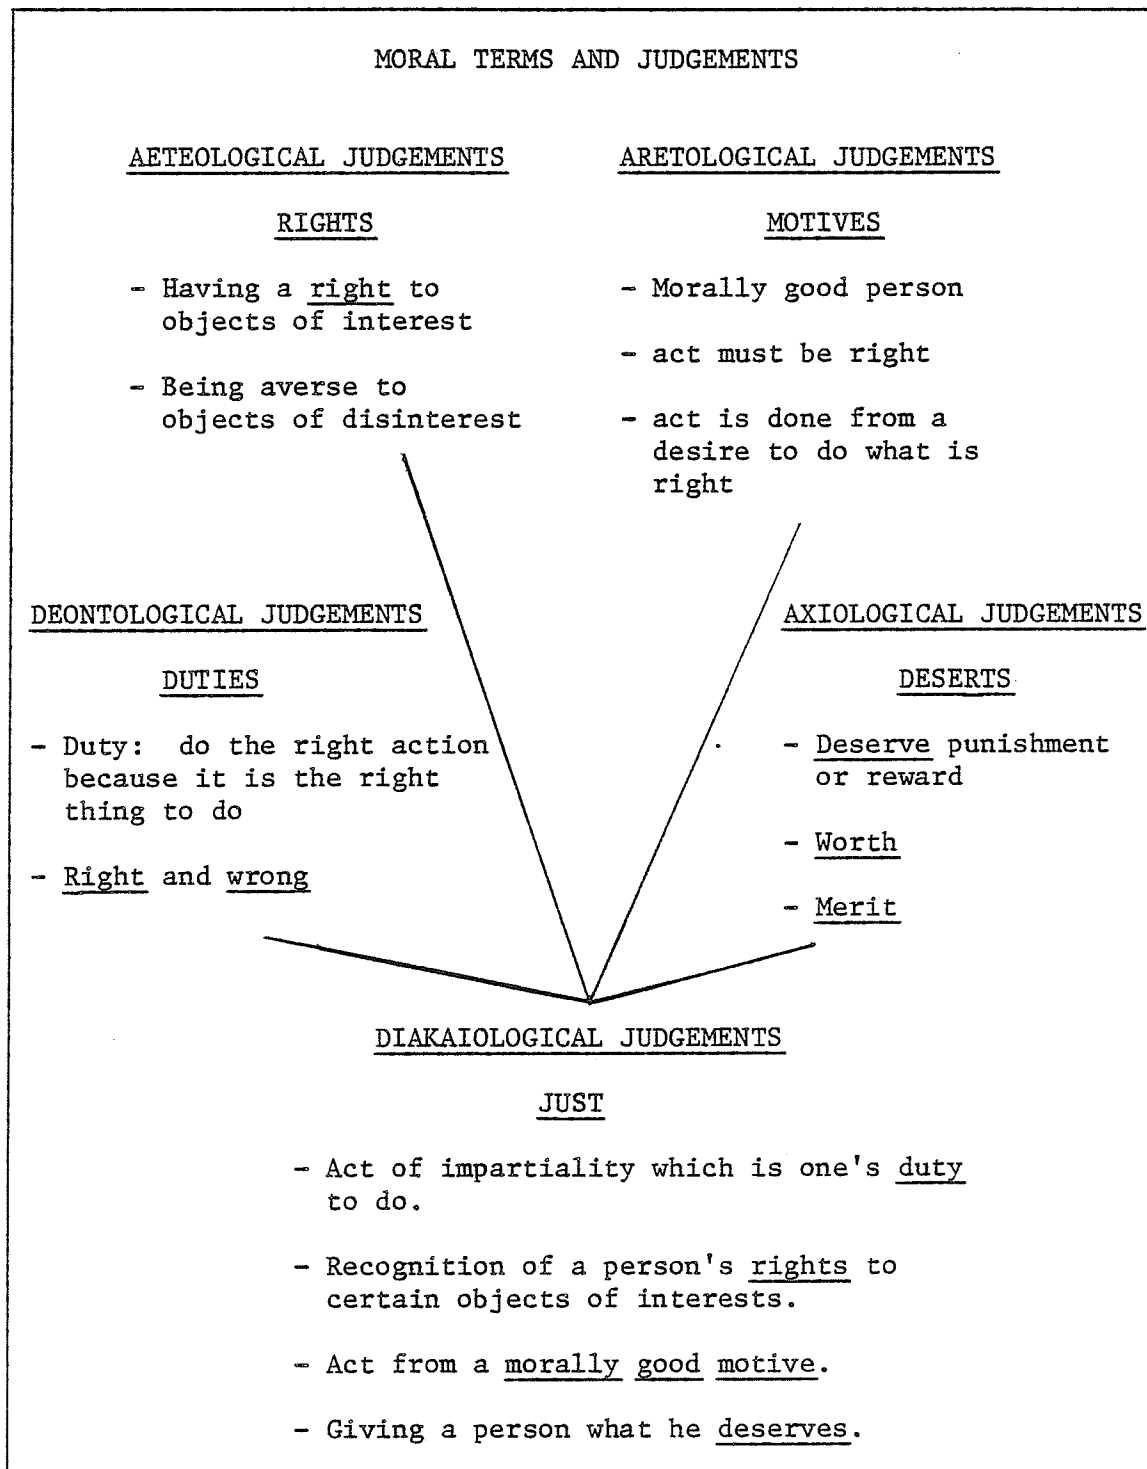 MORAL TERMS AND JUDGEMENTS
AETEOLOGICAL JUDGEMENTS
RIGHTS
- Having a right to
objects of interest
- Being averse to
objects of disinterest
ARETOLOGICAL JUDGEMENTS
MOTIVES
- Morally good person
- act must be right
- act is done from a
desire to do what is
right
DEONTOLOGICAL JUDGEMENTS
DUTIES
- Duty: do the right action
because it is the right
thing to do
- Right and wrong
AXIOLOGICAL JUDGEMENTS
DESERTS
- Deserve punishment
or reward
- Worth
- Merit
DIAKAIOLOGICAL JUDGEMENTS
JUST
- Act of impartiality which is one's duty
to do.
- Recognition of a person's rights to
certain objects of interests.
- Act from a morally good motive.
- Giving a person what he deserves.